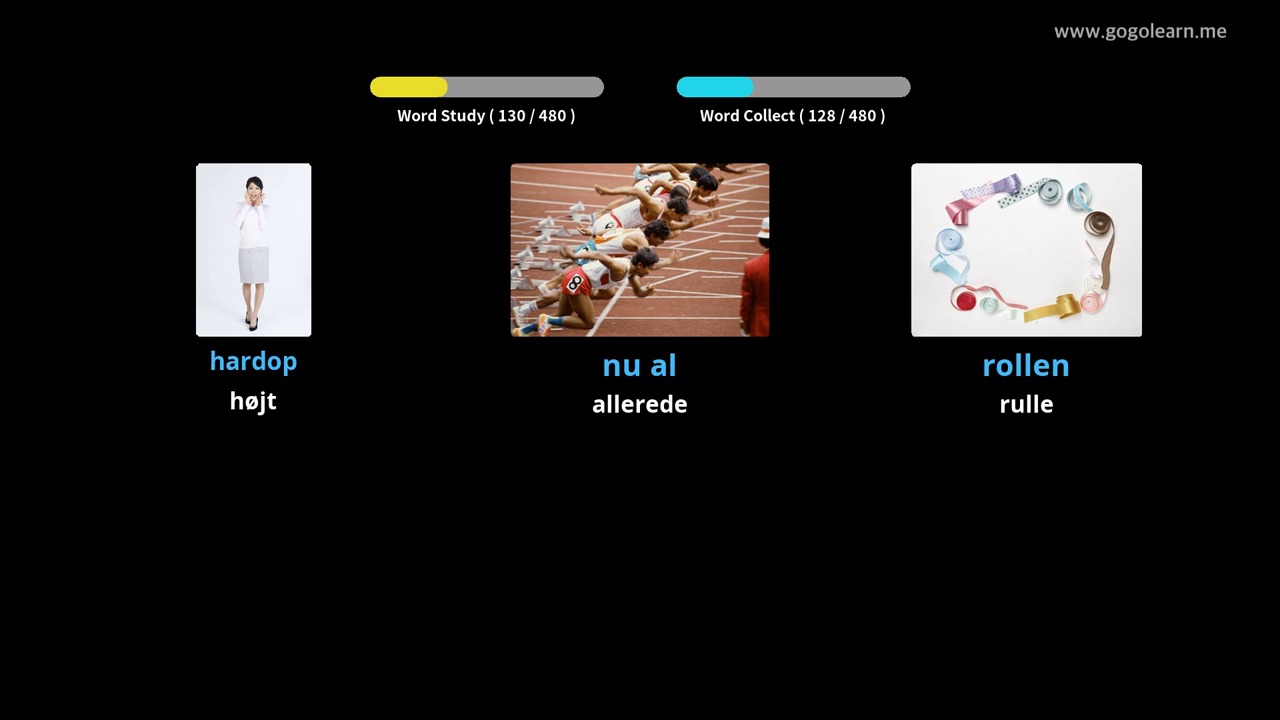 www.gogolearn.me
Word Study ( 130 / 480 )
Word Collect ( 128 / 480 )
hardop
højt
nu al
allerede
rollen
rulle